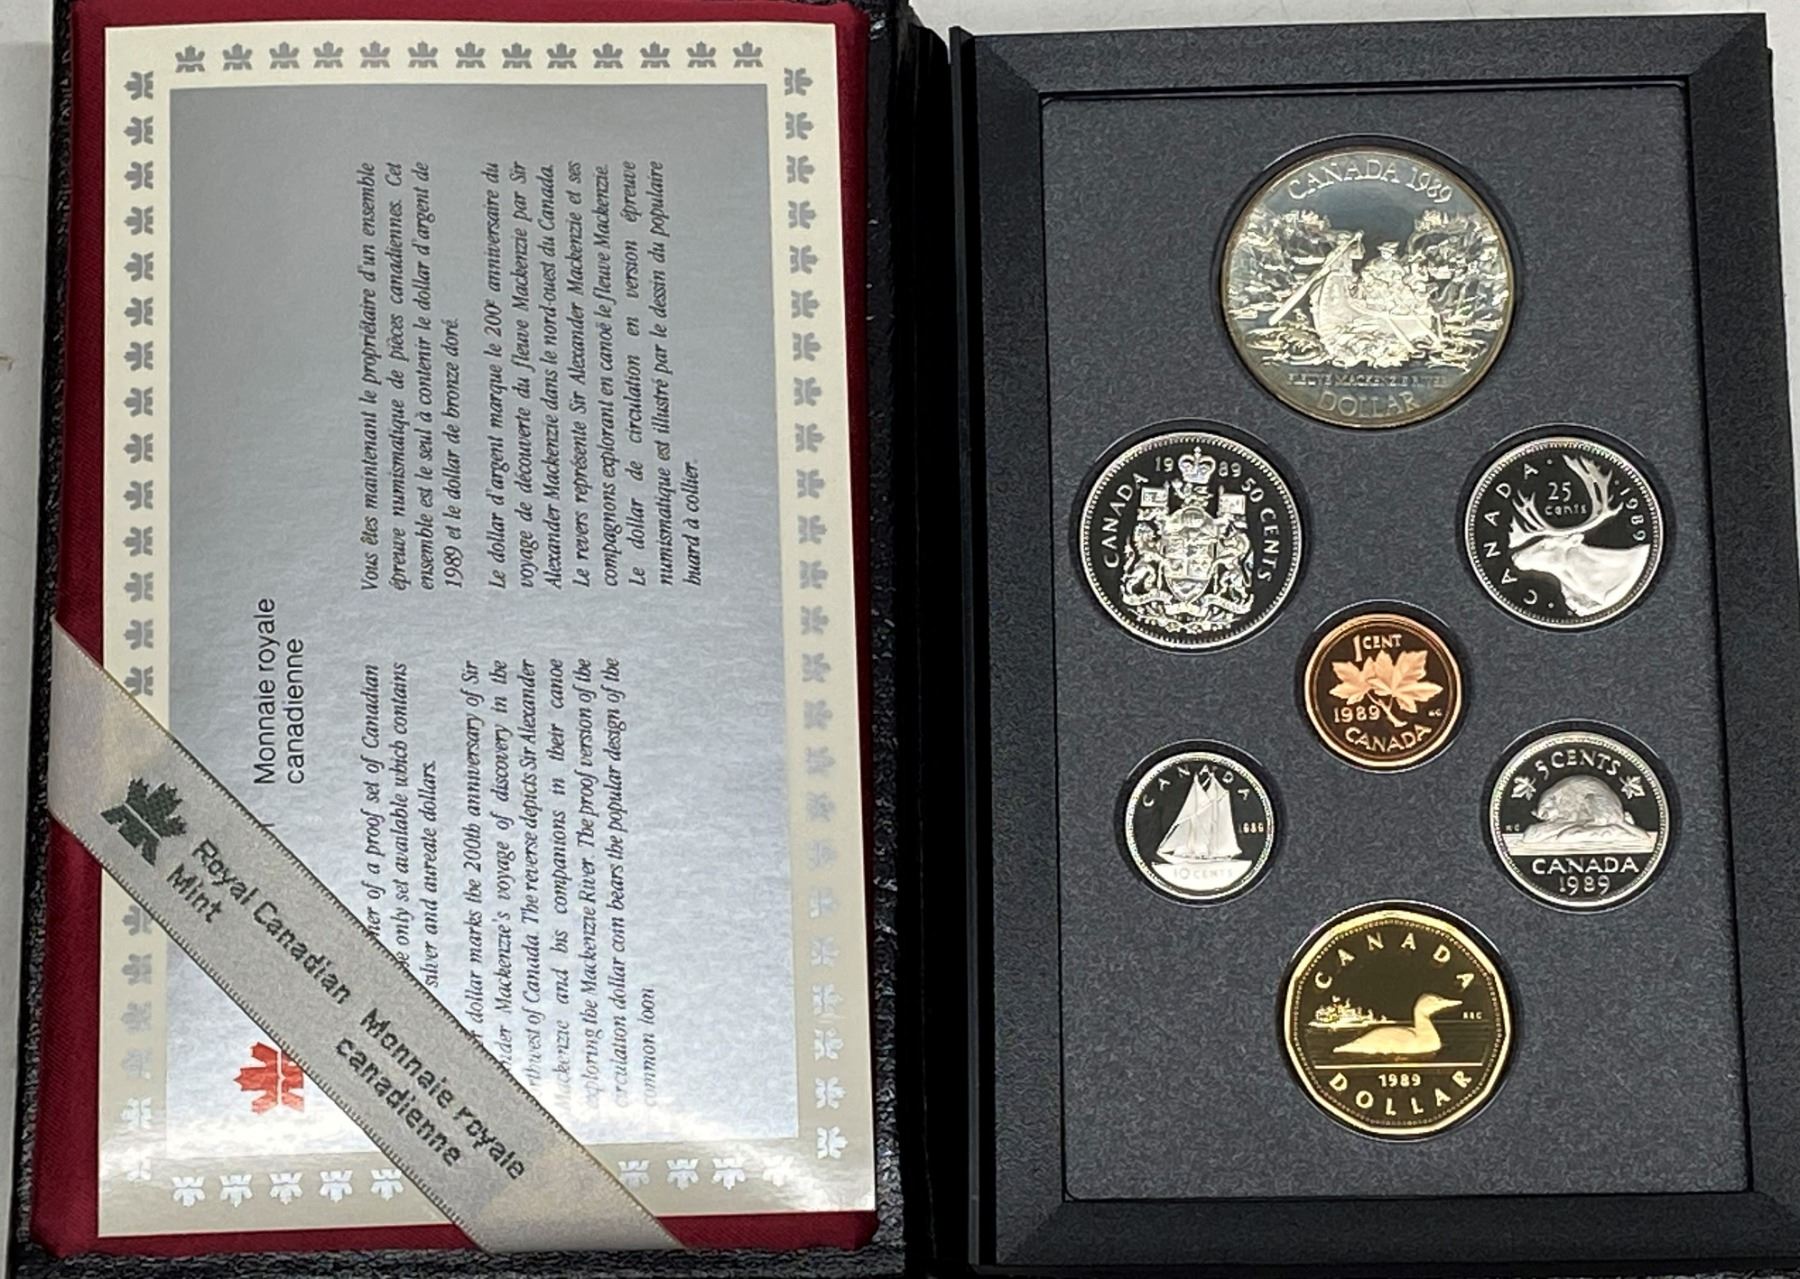 Monnaie royale
canadienne
Vous êtes maintenant le propriétaire d'un ensemble
épreuve numismatique de pièces canadiennes. Cet
ensemble est le seul à contenir le dollar d'argent de
1989 et le dollar de bronze doré.
Le dollar d'argent marque le 200e anniversaire du
voyage de découverte du fleuve Mackenzie par Sir
Alexander Mackenzie dans le nord-ouest du Canada.
Le revers représente Sir Alexander Mackenzie et ses
compagnons explorant en canoë le fleuve Mackenzie.
Le dollar de circulation en version épreuve
numismatique est illustré par le dessin du populaire
huard à collier.
of a proof set of Canadian
only set available which contains
silver and aureate dollars.
dollar marks the 200th anniversary of Sir
Mackenzie's voyage of discovery in the
of Canada. The reverse depicts Sir Alexander
Mackenzie and his companions in their canoe
exploring the Mackenzie River. The proof version of the
circulation dollar coin bears the popular design of the
common loon
Royal Canadian
Mint
Monnaie royale
canadienne
CANADA 1989
FLEUVE MACKENZIE RIVER
DOLLAR
CANADA 1989 50 CENTS
CANADA 1989
25
cents
1 CENT
1989
CANADA
CANADA
1989
10 CENTS
5 CENTS
CANADA
1989
CANADA
1989
DOLLAR